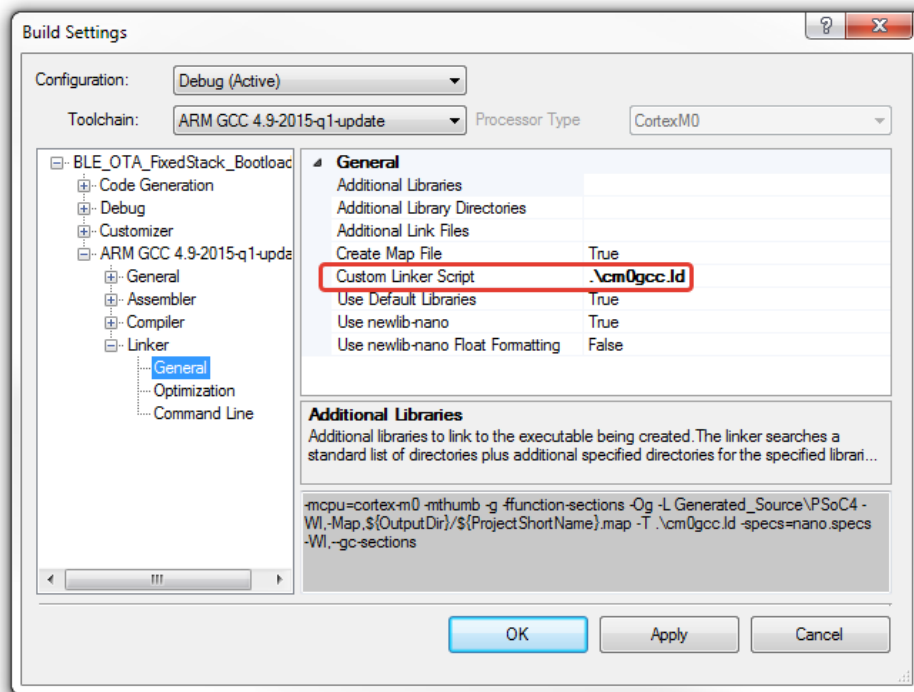 Build Settings
Configuration: Debug (Active)
Toolchain: ARM GCC 4.9-2015-q1-update Processor Type CortexM0
BLE_OTA_FixedStack_Bootload
Code Generation
Debug
Customizer
ARM GCC 4.9-2015-q1-upda
General
Assembler
Compiler
Linker
General
Optimization
Command Line
General
Additional Libraries
Additional Library Directories
Additional Link Files
Create Map File True
Custom Linker Script .\cm0gcc.ld
Use Default Libraries True
Use newlib-nano True
Use newlib-nano Float Formatting False
Additional Libraries
Additional libraries to link to the executable being created.The linker searches a
standard list of directories plus additional specified directories for the specified librari...
-mcpu=cortex-m0 -mthumb -g -ffunction-sections -Og -L Generated_Source\PSoC4 -
Wl,-Map,${OutputDir}/${ProjectShortName}.map -T .\cm0gcc.ld -specs=nano.specs
-Wl,--gc-sections
OK Apply Cancel